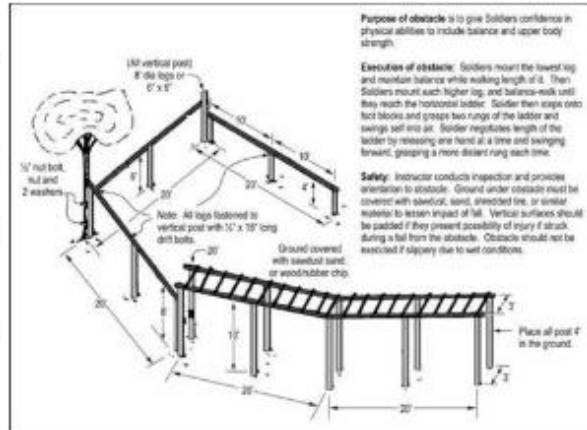 Purpose of obstacle is to give Soldiers confidence in
physical abilities to include balance and upper body
strength.
Execution of obstacle: Soldiers mount the lowest log
and maintain balance while walking length of it. Then
Soldiers mount each higher log, and balance-walk until
they reach the horizontal ladder. Soldier then steps onto
foot blocks and grasps two rungs of the ladder and
swings self into air. Soldier negotiates length of the
ladder by releasing one hand at a time and swinging
forward, grasping a more distant rung each time.
Safety: Instructor conducts inspection and provides
orientation to obstacle. Ground under obstacle must be
covered with sawdust, sand, shredded tire, or similar
material to lessen impact of fall. Vertical surfaces should
be padded if they present possibility of injury if struck
during a fall from the obstacle. Obstacle should not be
executed if slippery due to wet conditions.
(All vertical post)
8' dia logs or
6" x 6"
10'
10'
20'
20'
4'
nut bolt,
nut and
2 washers
Note: All logs fastened to
vertical post with x 16" long
drift bolts.
20'
Ground covered
with sawdust sand
or wood/rubber chip.
20'
3'
Place all post 4'
in the ground.
3'
20'
20'